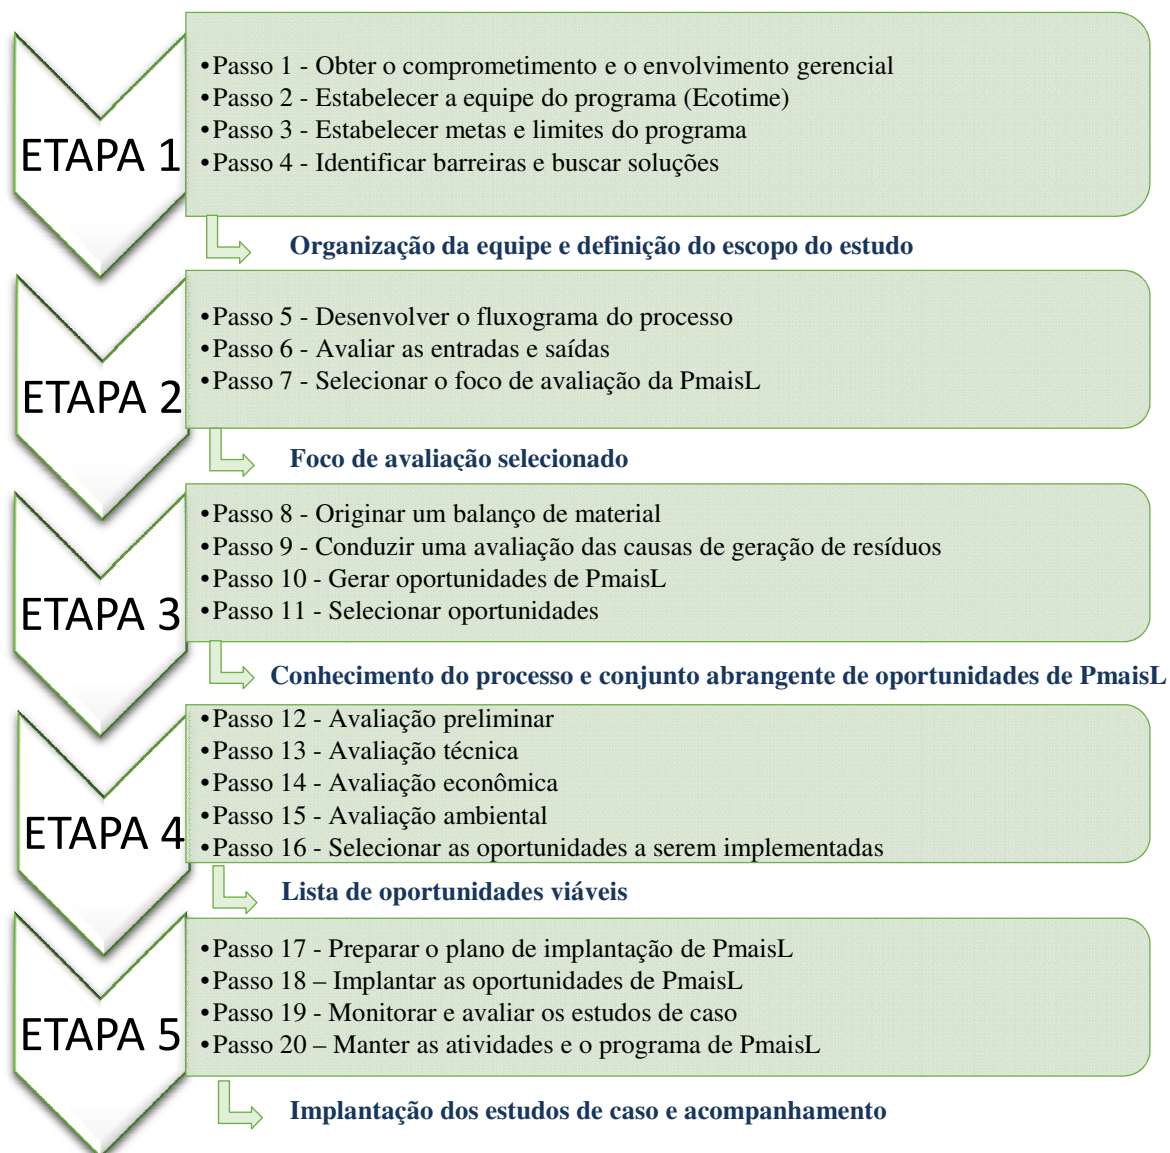 ETAPA 1
•Passo 1 - Obter o comprometimento e o envolvimento gerencial
•Passo 2 - Estabelecer a equipe do programa (Ecotime)
•Passo 3 - Estabelecer metas e limites do programa
•Passo 4 - Identificar barreiras e buscar soluções
Organização da equipe e definição do escopo do estudo
ETAPA 2
•Passo 5 - Desenvolver o fluxograma do processo
•Passo 6 - Avaliar as entradas e saídas
•Passo 7 - Selecionar o foco de avaliação da PmaisL
Foco de avaliação selecionado
ETAPA 3
•Passo 8 - Originar um balanço de material
•Passo 9 - Conduzir uma avaliação das causas de geração de resíduos
•Passo 10 - Gerar oportunidades de PmaisL
•Passo 11 - Selecionar oportunidades
Conhecimento do processo e conjunto abrangente de oportunidades de PmaisL
ETAPA 4
•Passo 12 - Avaliação preliminar
•Passo 13 - Avaliação técnica
•Passo 14 - Avaliação econômica
•Passo 15 - Avaliação ambiental
•Passo 16 - Selecionar as oportunidades a serem implementadas
Lista de oportunidades viáveis
ETAPA 5
•Passo 17 - Preparar o plano de implantação de PmaisL
•Passo 18 – Implantar as oportunidades de PmaisL
•Passo 19 - Monitorar e avaliar os estudos de caso
•Passo 20 – Manter as atividades e o programa de PmaisL
Implantação dos estudos de caso e acompanhamento